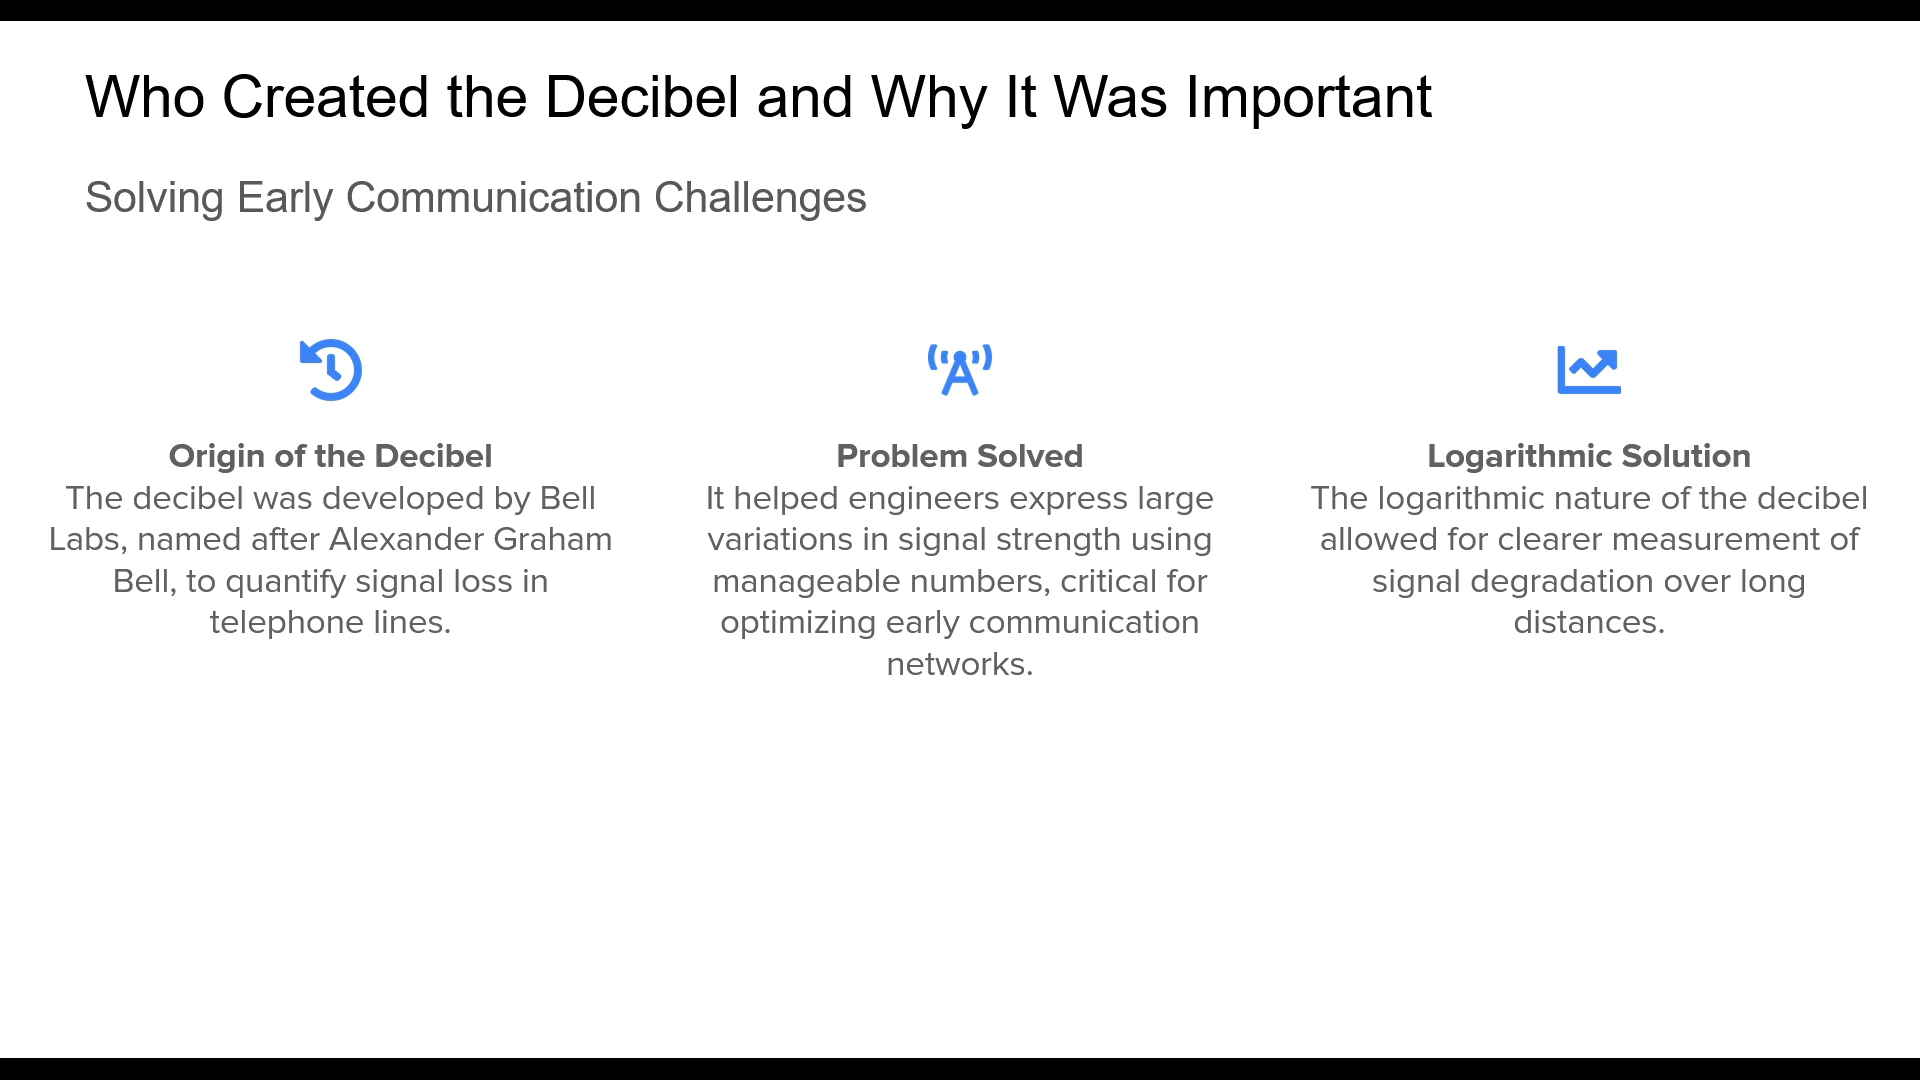 Who Created the Decibel and Why It Was Important
Solving Early Communication Challenges
Origin of the Decibel
The decibel was developed by Bell
Labs, named after Alexander Graham
Bell, to quantify signal loss in
telephone lines.
Problem Solved
It helped engineers express large
variations in signal strength using
manageable numbers, critical for
optimizing early communication
networks.
Logarithmic Solution
The logarithmic nature of the decibel
allowed for clearer measurement of
signal degradation over long
distances.